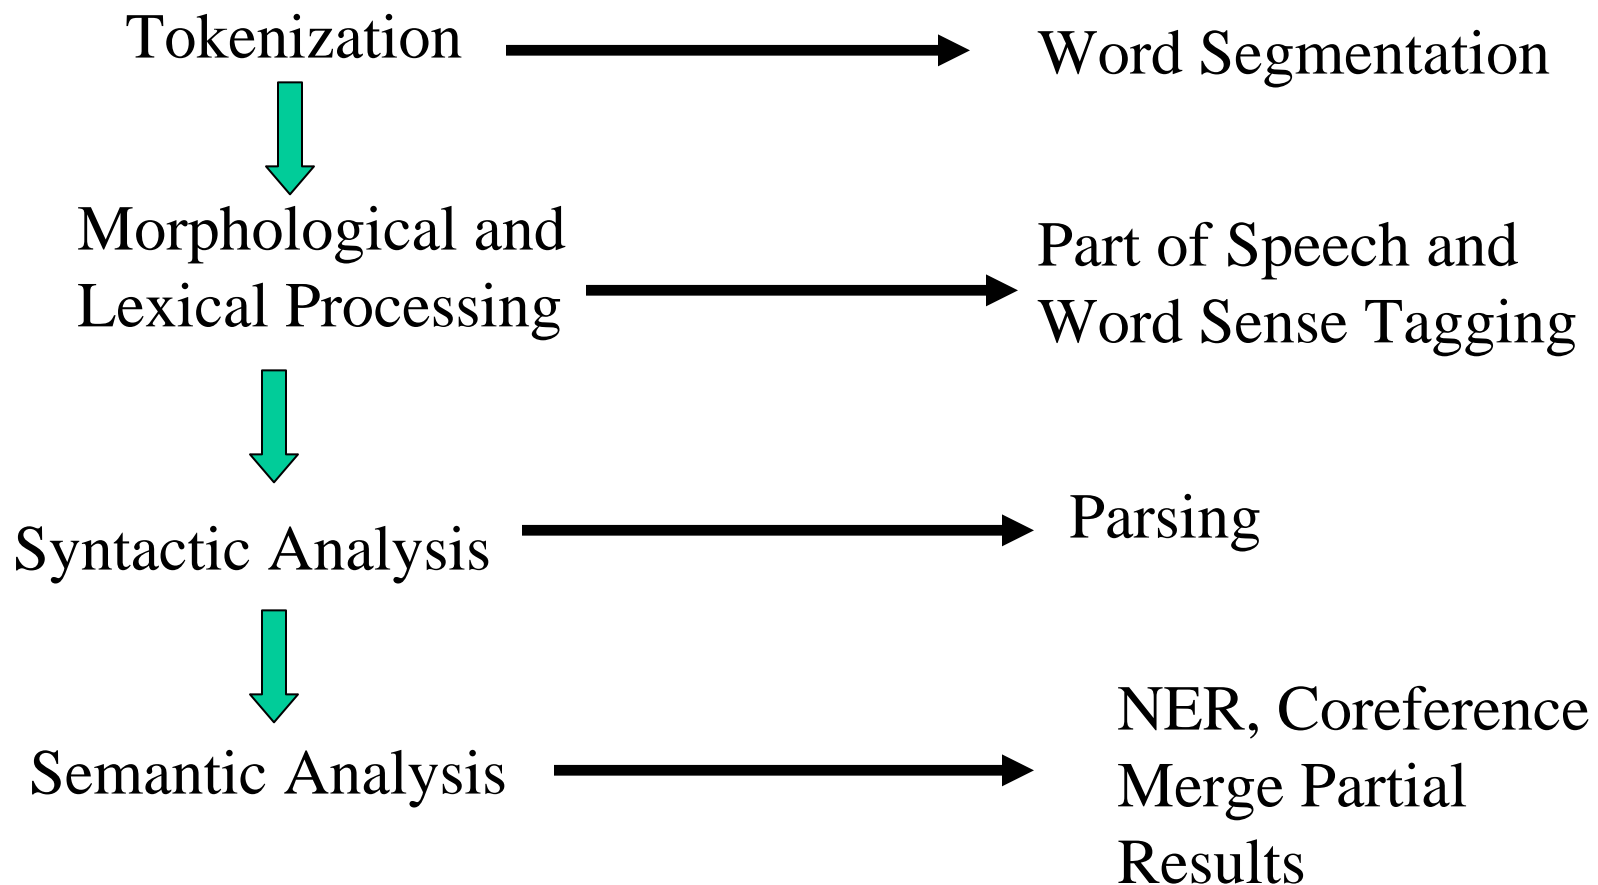 Tokenization
Word Segmentation
Morphological and
Lexical Processing
Part of Speech and
Word Sense Tagging
Syntactic Analysis
Parsing
Semantic Analysis
NER, Coreference
Merge Partial
Results